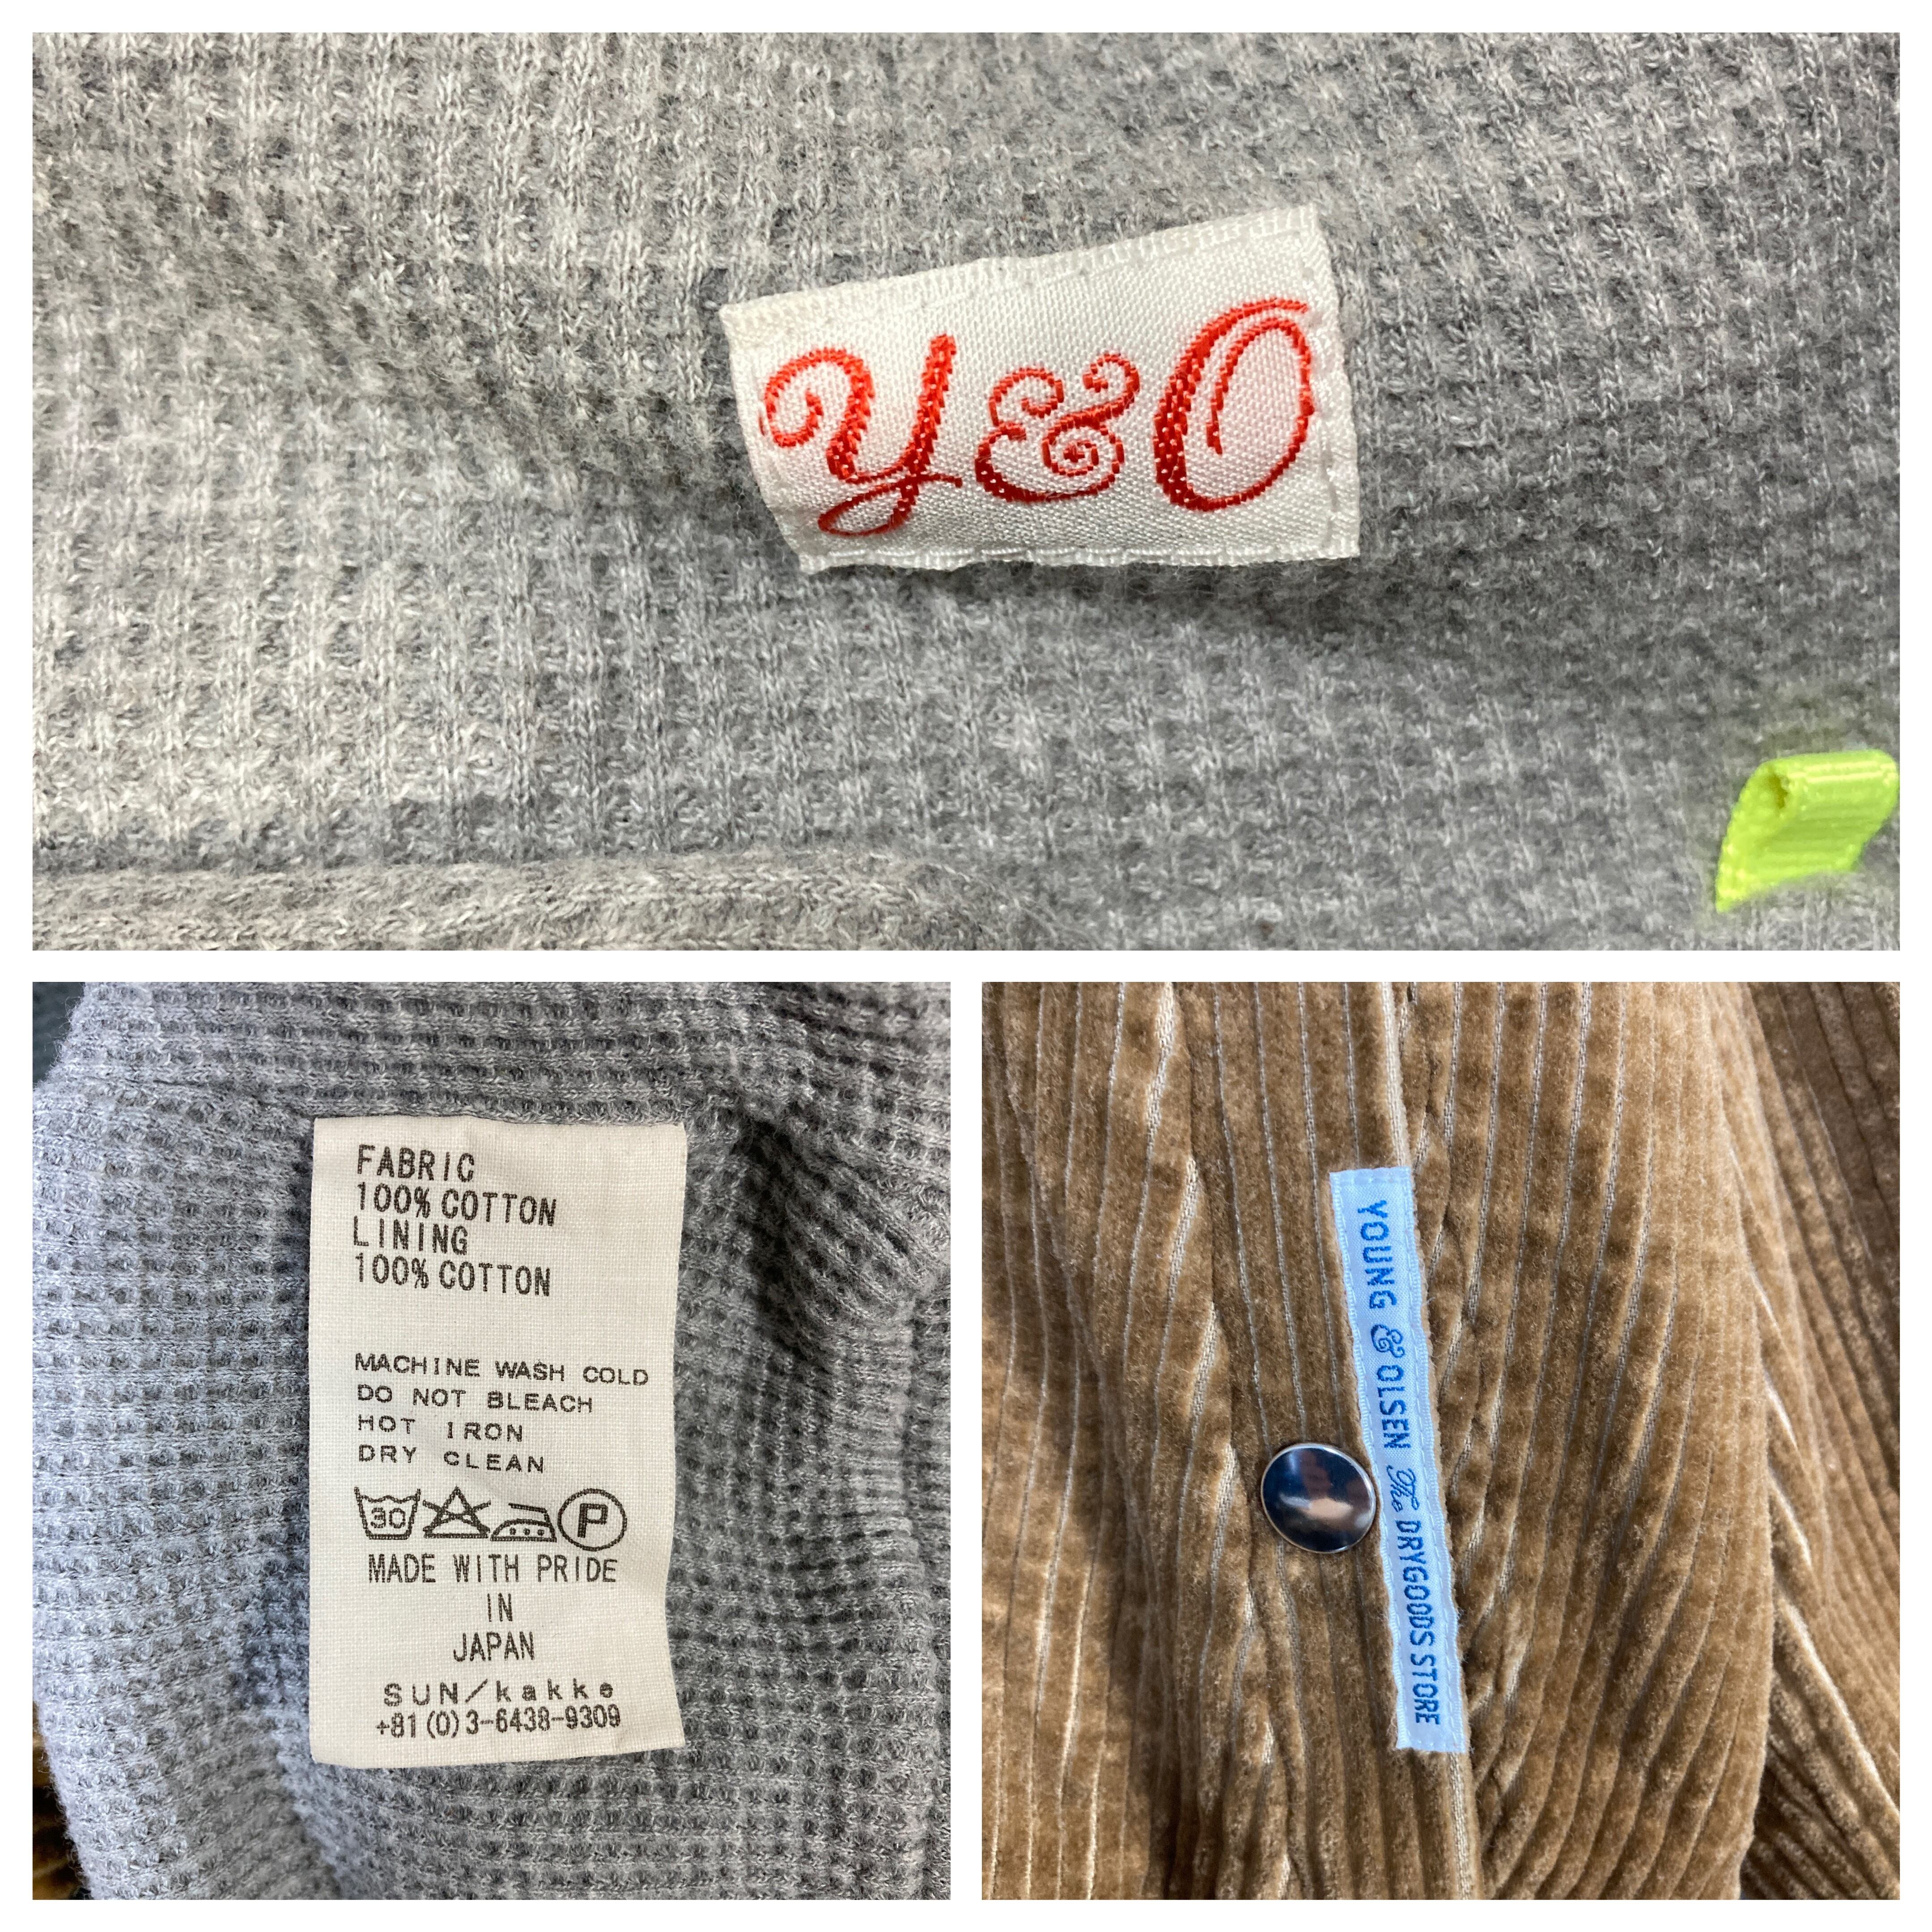 Y&O
FABRIC
100% COTTON
LINING
100% COTTON
MACHINE WASH COLD
DO NOT BLEACH
HOT IRON
DRY CLEAN
30 P
MADE WITH PRIDE
IN
JAPAN
SUN/kakke
+81(0)3-6438-9309
YOUNG & OLSEN The DRYGOODS STORE